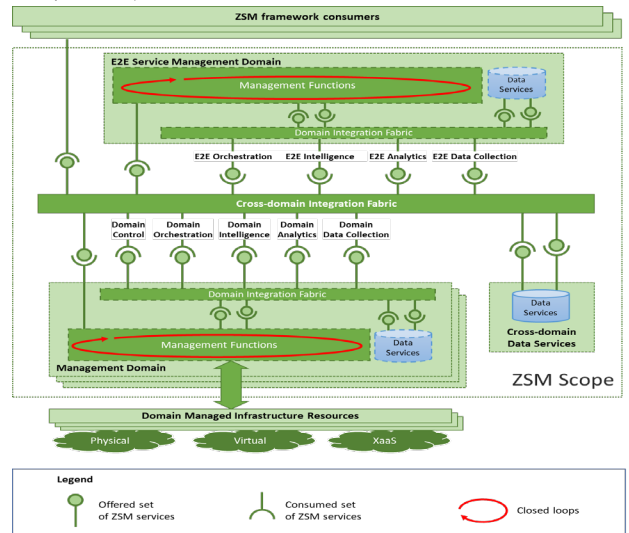 ZSM framework consumers
E2E Service Management Domain
Management Functions
Data
Services
Domain Integration Fabric
E2E Orchestration
E2E Intelligence
E2E Analytics
E2E Data Collection
Cross-domain Integration Fabric
Domain
Control
Domain
Orchestration
Domain
Intelligence
Domain
Analytics
Domain
Data Collection
Domain Integration Fabric
Management Functions
Data
Services
Management Domain
Data
Services
Cross-domain
Data Services
ZSM Scope
Domain Managed Infrastructure Resources
Physical
Virtual
XaaS
Legend
Offered set
of ZSM services
Consumed set
of ZSM services
Closed loops